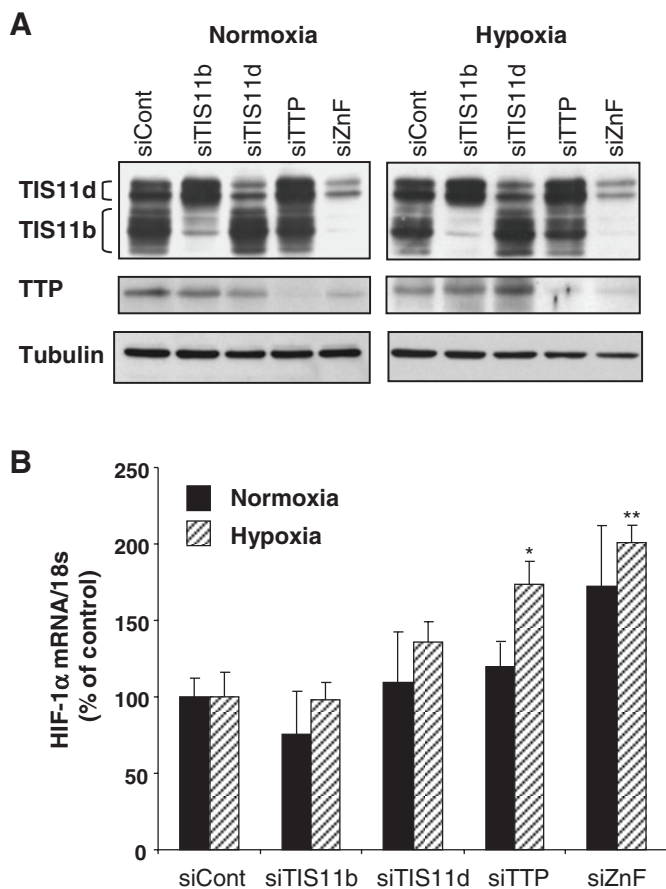 A
Normoxia
Hypoxia
siCont
siTIS11b
siTIS11d
siTTP
siZnF
siCont
siTIS11b
siTIS11d
siTTP
siZnF
TIS11d
TIS11b
TTP
Tubulin
B
HIF-1α mRNA/18s
(% of control)
250
200
150
100
50
0
Normoxia
Hypoxia
*
**
siCont
siTIS11b
siTIS11d
siTTP
siZnF